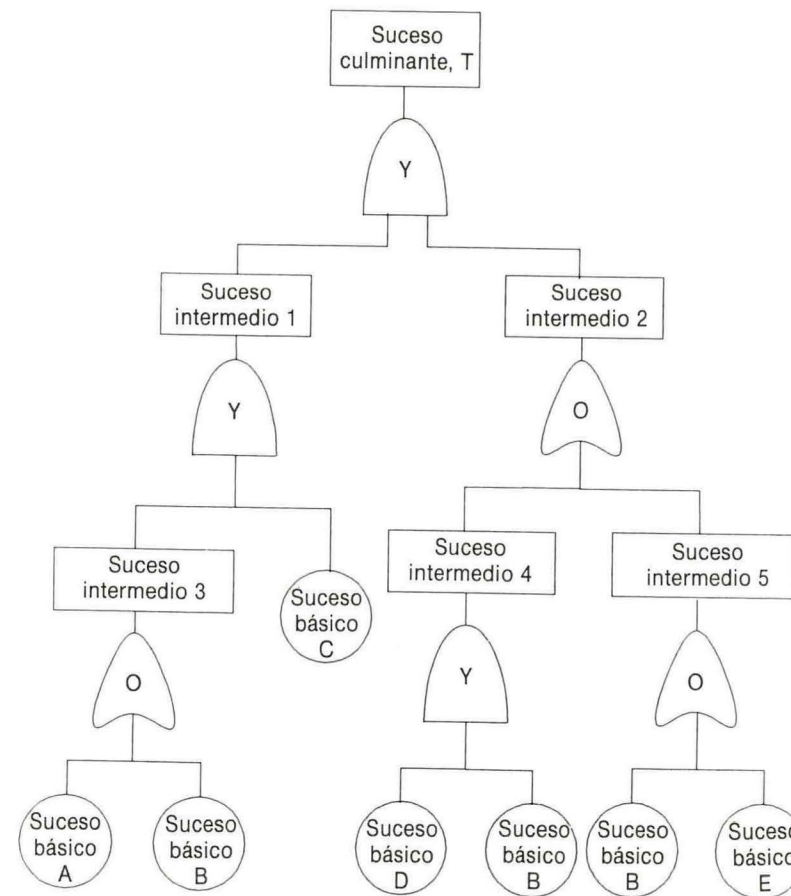 Suceso
culminante, T
Y
Suceso
intermedio 1
Suceso
intermedio 2
Y
O
Suceso
intermedio 3
Suceso
básico
C
Suceso
intermedio 4
Suceso
intermedio 5
O
Y
O
Suceso
básico
A
Suceso
básico
B
Suceso
básico
D
Suceso
básico
B
Suceso
básico
B
Suceso
básico
E